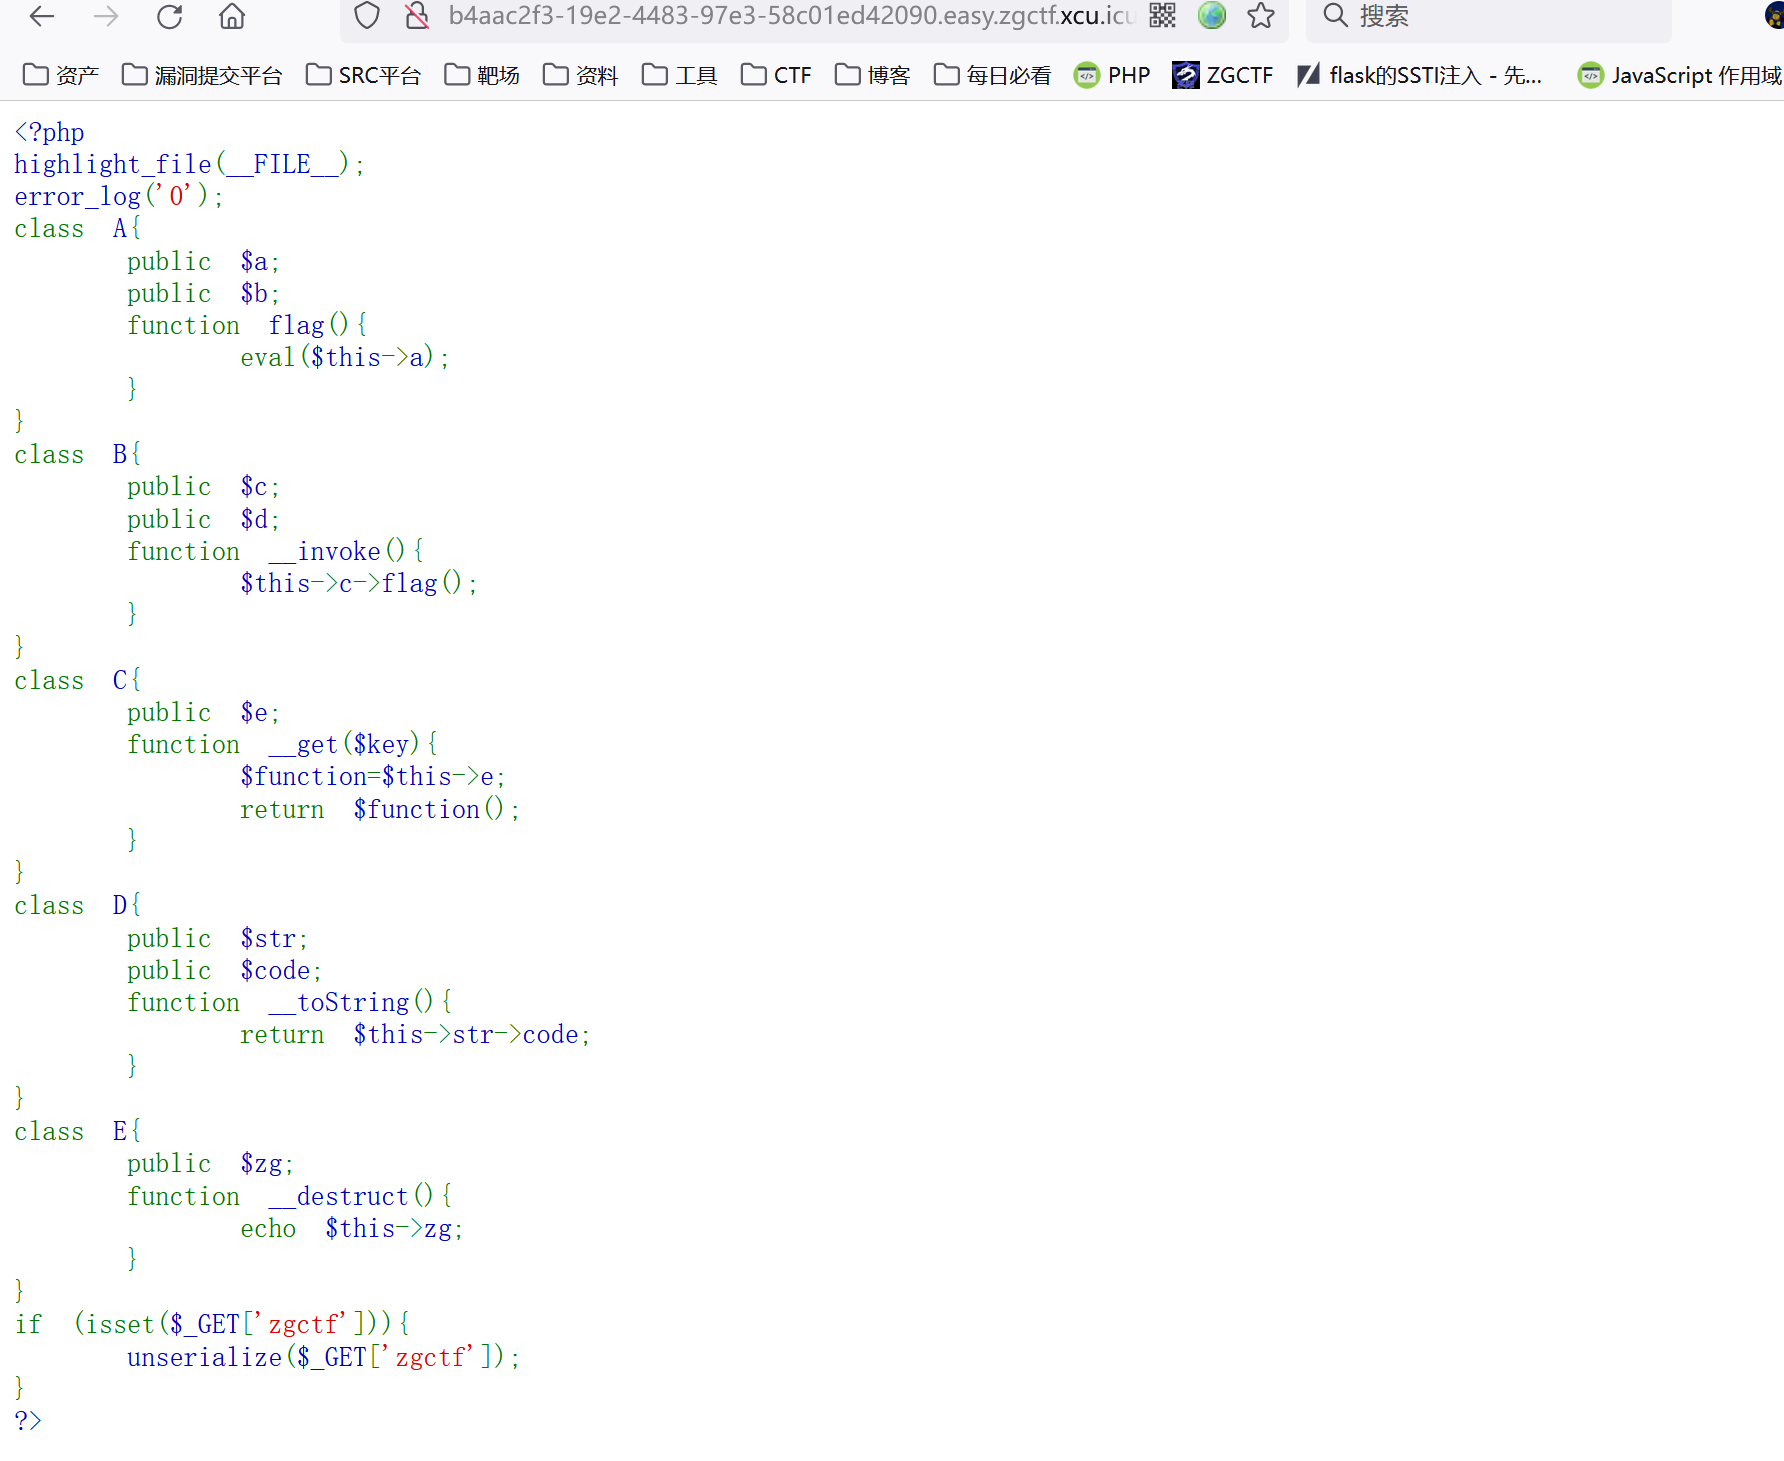 b4aac2f3-19e2-4483-97e3-58c01ed42090.easy.zgctf.xcu.icu 搜索
资产 漏洞提交平台 SRC平台 靶场 资料 工具 CTF 博客 每日必看 PHP ZGCTF flask的SSTI注入 - 先... JavaScript 作用域
<?php
highlight_file(__FILE__);
error_log('0');
class A{
        public $a;
        public $b;
        function flag(){
                eval($this->a);
        }
}
class B{
        public $c;
        public $d;
        function __invoke(){
                $this->c->flag();
        }
}
class C{
        public $e;
        function __get($key){
                $function=$this->e;
                return $function();
        }
}
class D{
        public $str;
        public $code;
        function __toString(){
                return $this->str->code;
        }
}
class E{
        public $zg;
        function __destruct(){
                echo $this->zg;
        }
}
if (isset($_GET['zgctf'])){
        unserialize($_GET['zgctf']);
}
?>